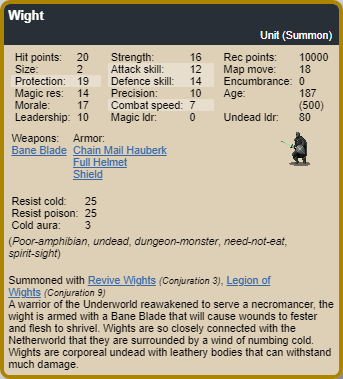 Wight
Unit (Summon)
Hit points: 20 Strength: 16 Rec points: 10000
Size: 2 Attack skill: 12 Map move: 18
Protection: 19 Defence skill: 14 Encumbrance: 0
Magic res: 14 Precision: 10 Age: 187
Morale: 17 Combat speed: 7 (500)
Leadership: 10 Magic ldr: 0 Undead ldr: 80
Weapons: Armor:
Bane Blade Chain Mail Hauberk
Full Helmet
Shield
Resist cold: 25
Resist poison: 25
Cold aura: 3
(Poor-amphibian, undead, dungeon-monster, need-not-eat,
spirit-sight)
Summoned with Revive Wights (Conjuration 3), Legion of
Wights (Conjuration 9)
A warrior of the Underworld reawakened to serve a necromancer, the
wight is armed with a Bane Blade that will cause wounds to fester
and flesh to shrivel. Wights are so closely connected with the
Netherworld that they are surrounded by a wind of numbing cold.
Wights are corporeal undead with leathery bodies that can withstand
much damage.